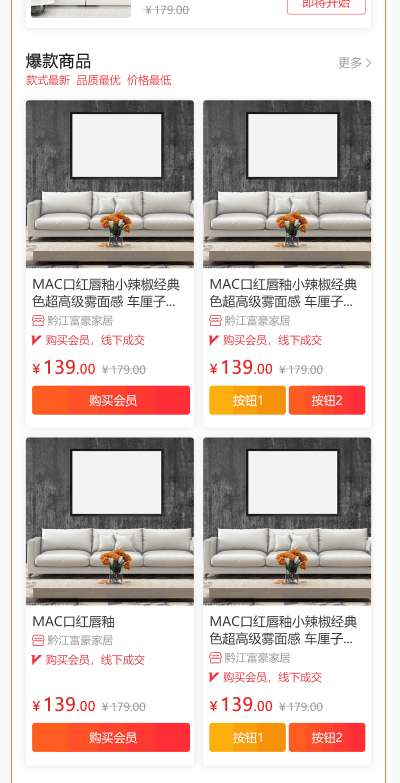 ¥179.00
即将开始
爆款商品
更多
款式最新 品质最优 价格最低
MAC口红唇釉小辣椒经典
色超高级雾面感 车厘子...
黔江富豪家居
购买会员，线下成交
¥139.00 ¥179.00
购买会员
MAC口红唇釉小辣椒经典
色超高级雾面感 车厘子...
黔江富豪家居
购买会员，线下成交
¥139.00 ¥179.00
按钮1
按钮2
MAC口红唇釉
黔江富豪家居
购买会员，线下成交
¥139.00 ¥179.00
购买会员
MAC口红唇釉小辣椒经典
色超高级雾面感 车厘子...
黔江富豪家居
购买会员，线下成交
¥139.00 ¥179.00
按钮1
按钮2